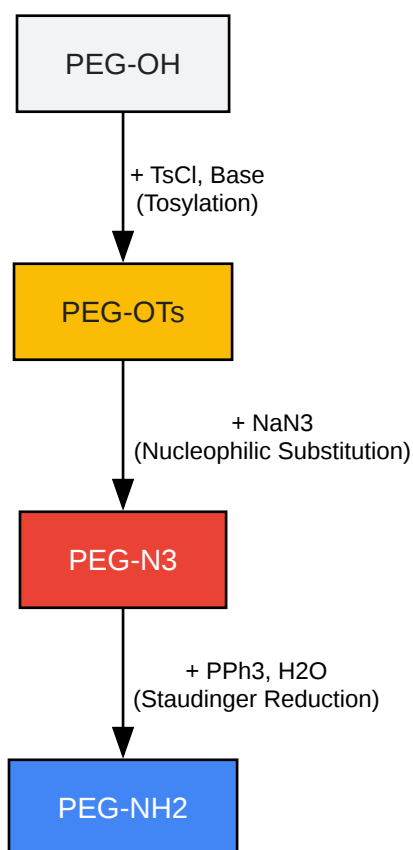 PEG-OH
+ TsCl, Base
(Tosylation)
PEG-OTs
+ NaN3
(Nucleophilic Substitution)
PEG-N3
+ PPh3, H2O
(Staudinger Reduction)
PEG-NH2